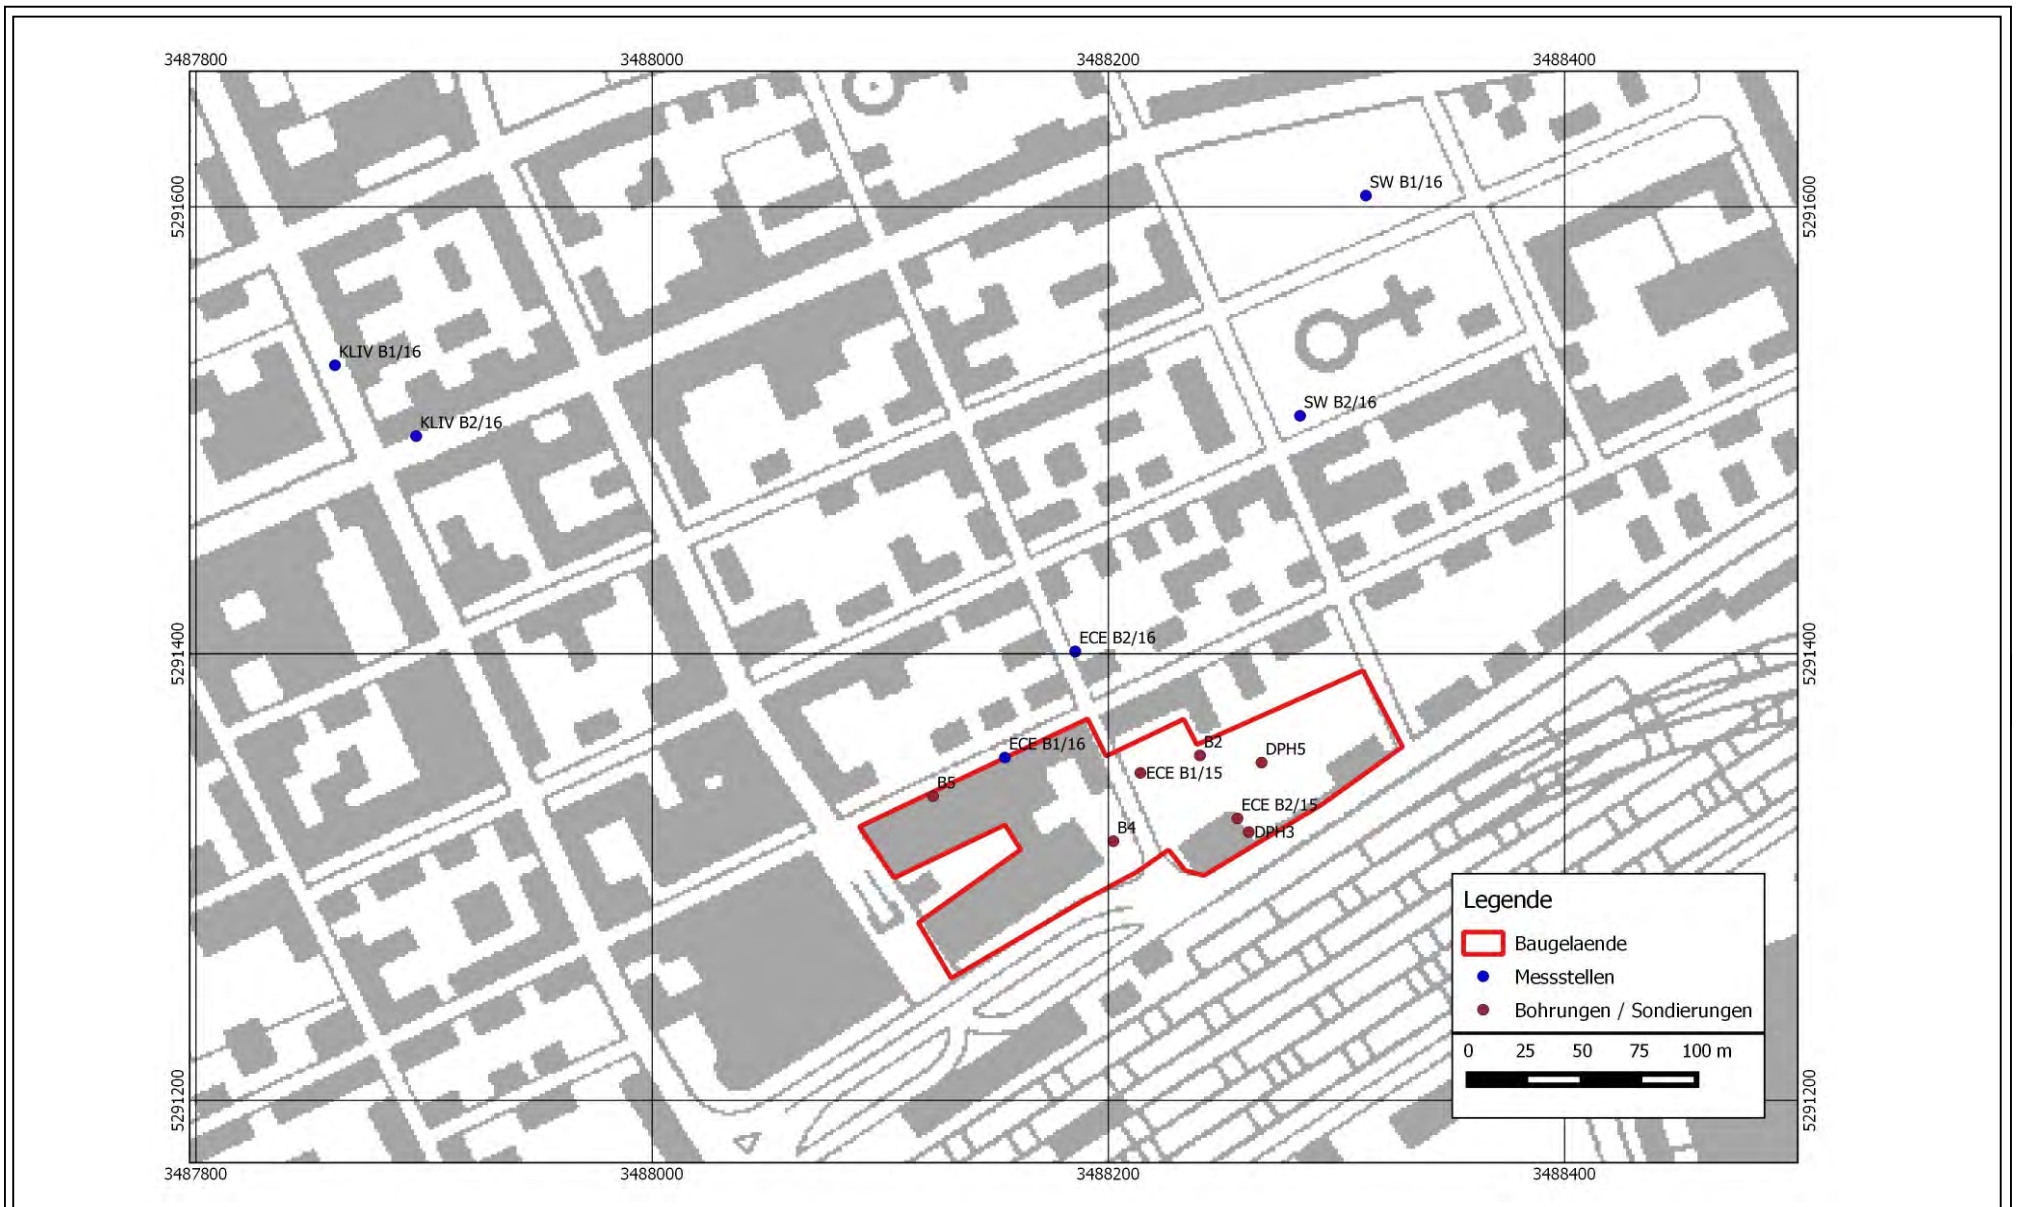 3487800 3488000 3488200 3488400
5291600 5291600
SW B1/16
KLIV B1/16
SW B2/16
KLIV B2/16
ECE B2/16
5291400 5291400
ECE B1/16
B2
DPH5
ECE B1/15
B5
ECE B2/15
B4
DPH3
Legende
Baugelaende
Messstellen
Bohrungen / Sondierungen
0 25 50 75 100 m
5291200 5291200
3487800 3488000 3488200 3488400